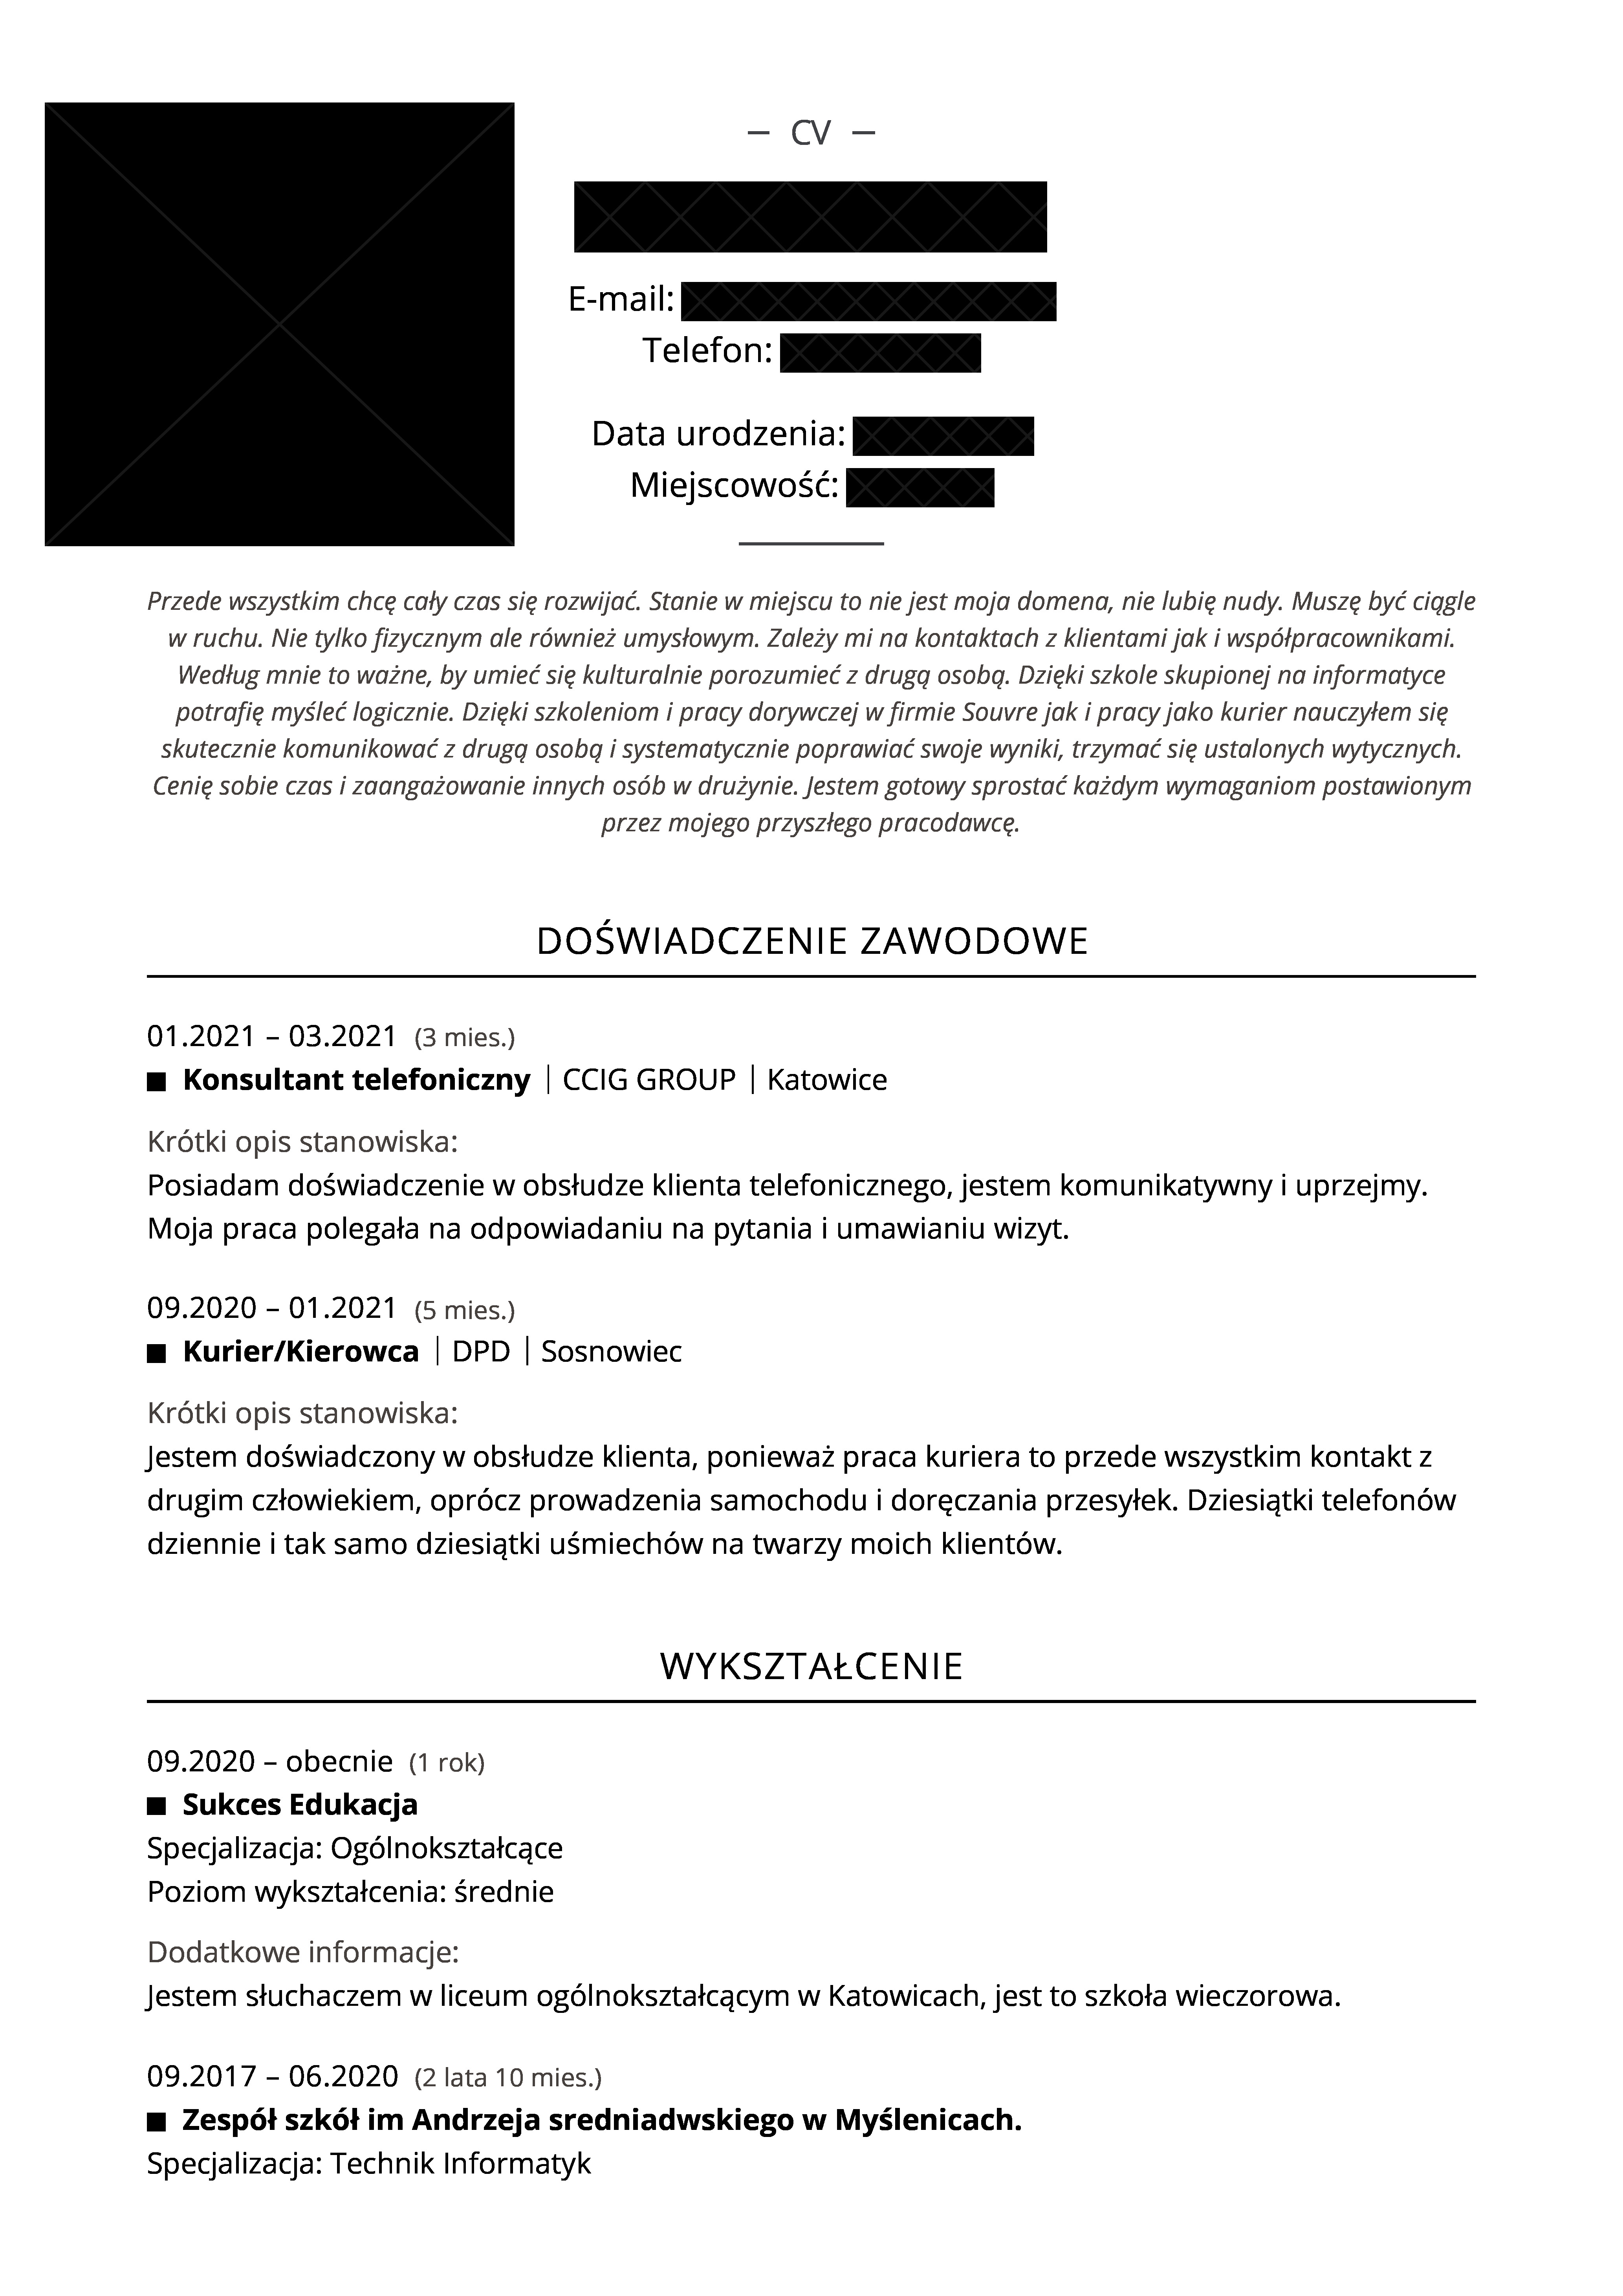 – CV –
E-mail:
Telefon:
Data urodzenia:
Miejscowość:
Przede wszystkim chcę cały czas się rozwijać. Stanie w miejscu to nie jest moja domena, nie lubię nudy. Muszę być ciągle
w ruchu. Nie tylko fizycznym ale również umysłowym. Zależy mi na kontaktach z klientami jak i współpracownikami.
Według mnie to ważne, by umieć się kulturalnie porozumieć z drugą osobą. Dzięki szkole skupionej na informatyce
potrafię myśleć logicznie. Dzięki szkoleniom i pracy dorywczej w firmie Souvre jak i pracy jako kurier nauczyłem się
skutecznie komunikować z drugą osobą i systematycznie poprawiać swoje wyniki, trzymać się ustalonych wytycznych.
Cenię sobie czas i zaangażowanie innych osób w drużynie. Jestem gotowy sprostać każdym wymaganiom postawionym
przez mojego przyszłego pracodawcę.
DOŚWIADCZENIE ZAWODOWE
01.2021 – 03.2021 (3 mies.)
■ Konsultant telefoniczny | CCIG GROUP | Katowice
Krótki opis stanowiska:
Posiadam doświadczenie w obsłudze klienta telefonicznego, jestem komunikatywny i uprzejmy.
Moja praca polegała na odpowiadaniu na pytania i umawianiu wizyt.
09.2020 – 01.2021 (5 mies.)
■ Kurier/Kierowca | DPD | Sosnowiec
Krótki opis stanowiska:
Jestem doświadczony w obsłudze klienta, ponieważ praca kuriera to przede wszystkim kontakt z
drugim człowiekiem, oprócz prowadzenia samochodu i doręczania przesyłek. Dziesiątki telefonów
dziennie i tak samo dziesiątki uśmiechów na twarzy moich klientów.
WYKSZTAŁCENIE
09.2020 – obecnie (1 rok)
■ Sukces Edukacja
Specjalizacja: Ogólnokształcące
Poziom wykształcenia: średnie
Dodatkowe informacje:
Jestem słuchaczem w liceum ogólnokształcącym w Katowicach, jest to szkoła wieczorowa.
09.2017 – 06.2020 (2 lata 10 mies.)
■ Zespół szkół im Andrzeja sredniadwskiego w Myślenicach.
Specjalizacja: Technik Informatyk